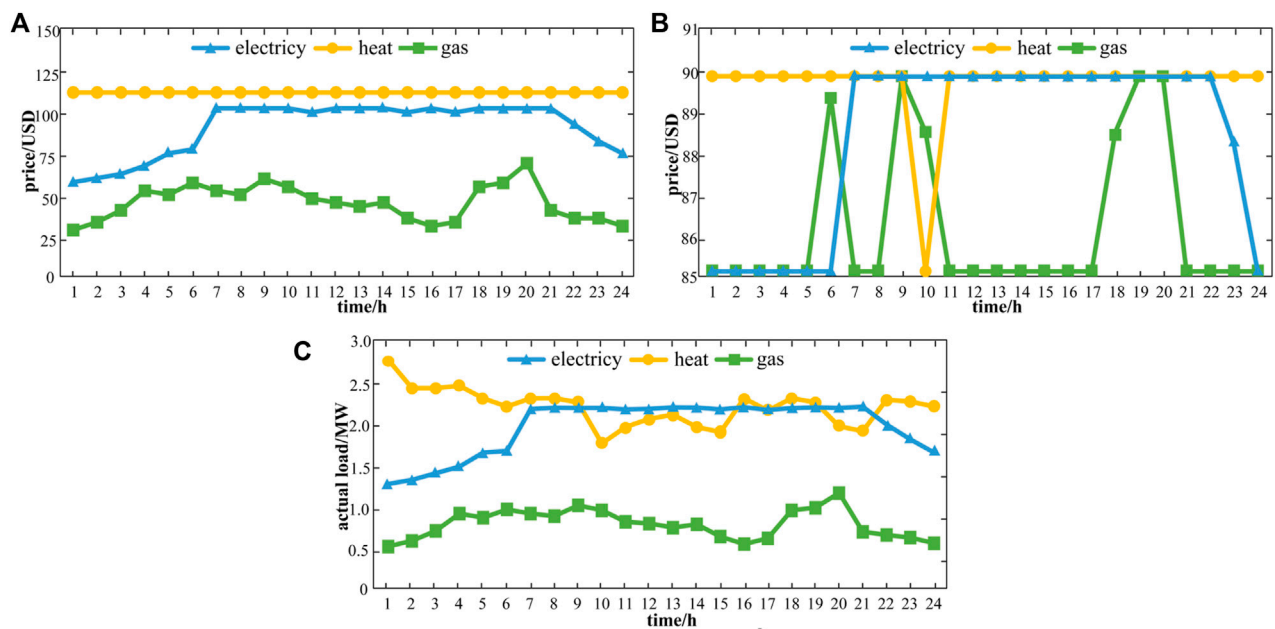 A
electricy heat gas
150
125
100
75
50
25
0
price/USD
1 2 3 4 5 6 7 8 9 10 11 12 13 14 15 16 17 18 19 20 21 22 23 24
time/h
B
electricy heat gas
91
90
89
88
87
86
85
price/USD
1 2 3 4 5 6 7 8 9 10 11 12 13 14 15 16 17 18 19 20 21 22 23 24
time/h
C
electricy heat gas
3.0
2.5
2.0
1.5
1.0
0.5
0
actual load/MW
1 2 3 4 5 6 7 8 9 10 11 12 13 14 15 16 17 18 19 20 21 22 23 24
time/h